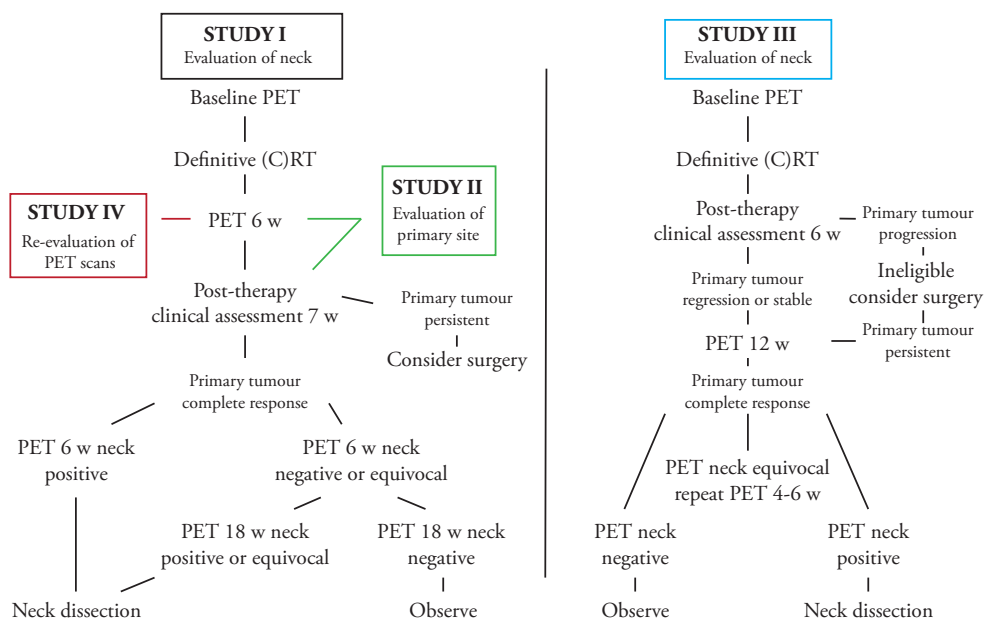 STUDY I
Evaluation of neck
Baseline PET
Definitive (C)RT
STUDY IV
Re-evaluation of
PET scans
PET 6 w
STUDY II
Evaluation of
primary site
Post-therapy
clinical assessment 7 w
Primary tumour
persistent
Consider surgery
Primary tumour
complete response
PET 6 w neck
positive
PET 6 w neck
negative or equivocal
PET 18 w neck
positive or equivocal
PET 18 w neck
negative
Neck dissection
Observe
STUDY III
Evaluation of neck
Baseline PET
Definitive (C)RT
Post-therapy
clinical assessment 6 w
Primary tumour
progression
Ineligible
consider surgery
Primary tumour
regression or stable
PET 12 w
Primary tumour
persistent
Primary tumour
complete response
PET neck equivocal
repeat PET 4-6 w
PET neck
negative
PET neck
positive
Observe
Neck dissection